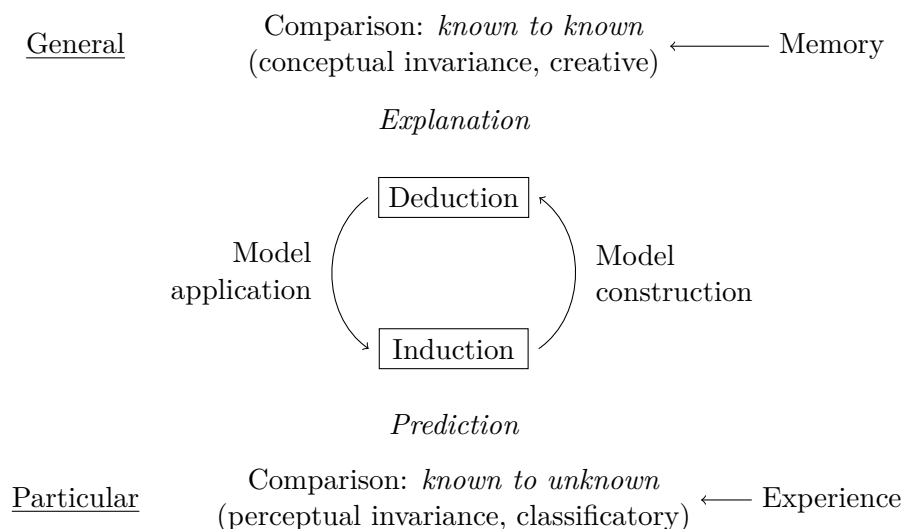 General
Comparison: known to known
(conceptual invariance, creative)
Memory
Explanation
Deduction
Model
application
Model
construction
Induction
Prediction
Particular
Comparison: known to unknown
(perceptual invariance, classificatory)
Experience